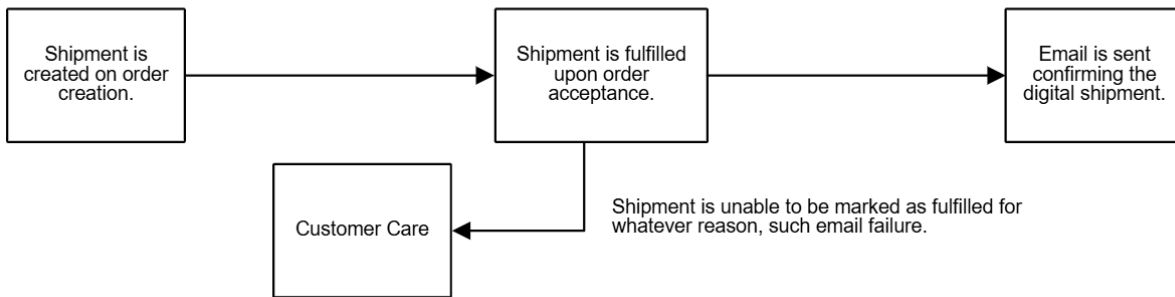 Shipment is
created on order
creation.
Shipment is fulfilled
upon order
acceptance.
Email is sent
confirming the
digital shipment.
Customer Care
Shipment is unable to be marked as fulfilled for
whatever reason, such email failure.